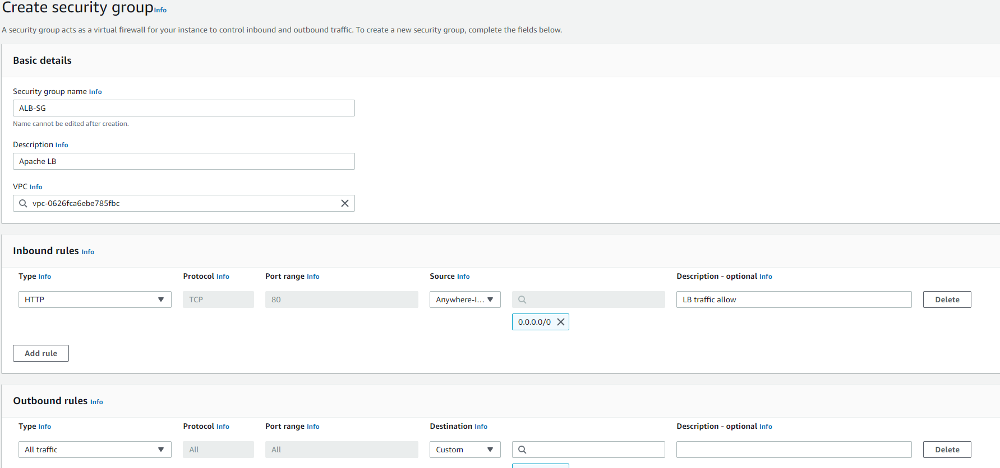 Create security group Info
A security group acts as a virtual firewall for your instance to control inbound and outbound traffic. To create a new security group, complete the fields below.
Basic details
Security group name Info
ALB-SG
Name cannot be edited after creation.
Description Info
Apache LB
VPC Info
vpc-0626fca6ebe785fbc
Inbound rules Info
Type Info Protocol Info Port range Info Source Info Description - optional Info
HTTP TCP 80 Anywhere-I... LB traffic allow Delete
0.0.0.0/0
Add rule
Outbound rules Info
Type Info Protocol Info Port range Info Destination Info Description - optional Info
All traffic All All Custom Delete